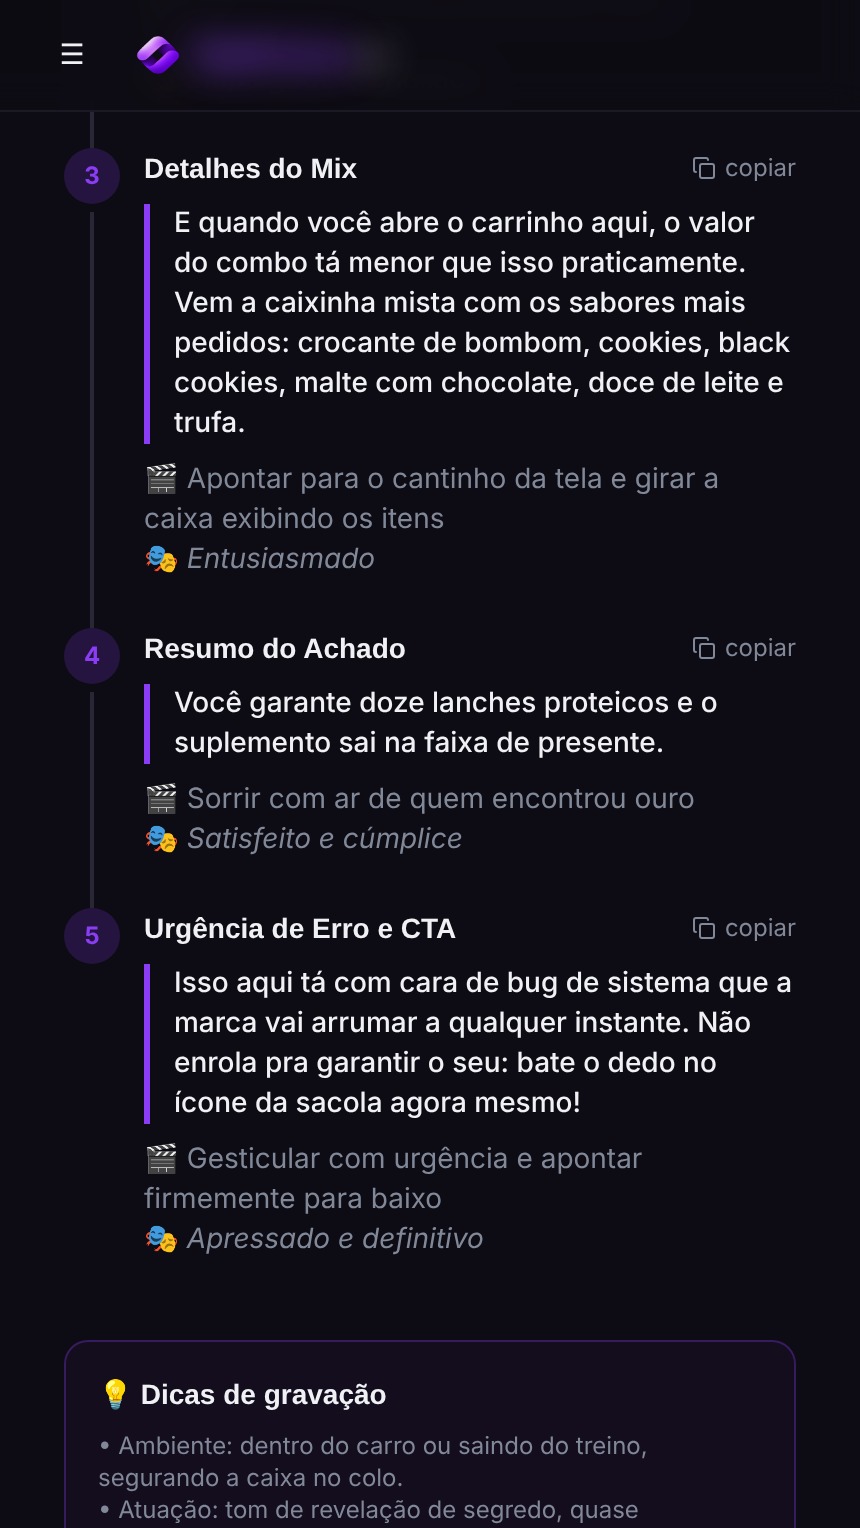 3
Detalhes do Mix
copiar
E quando você abre o carrinho aqui, o valor
do combo tá menor que isso praticamente.
Vem a caixinha mista com os sabores mais
pedidos: crocante de bombom, cookies, black
cookies, malte com chocolate, doce de leite e
trufa.
🎬 Apontar para o cantinho da tela e girar a
caixa exibindo os itens
🎭 Entusiasmado
4
Resumo do Achado
copiar
Você garante doze lanches proteicos e o
suplemento sai na faixa de presente.
🎬 Sorrir com ar de quem encontrou ouro
🎭 Satisfeito e cúmplice
5
Urgência de Erro e CTA
copiar
Isso aqui tá com cara de bug de sistema que a
marca vai arrumar a qualquer instante. Não
enrola pra garantir o seu: bate o dedo no
ícone da sacola agora mesmo!
🎬 Gesticular com urgência e apontar
firmemente para baixo
🎭 Apressado e definitivo
💡 Dicas de gravação
• Ambiente: dentro do carro ou saindo do treino,
segurando a caixa no colo.
• Atuação: tom de revelação de segredo, quase